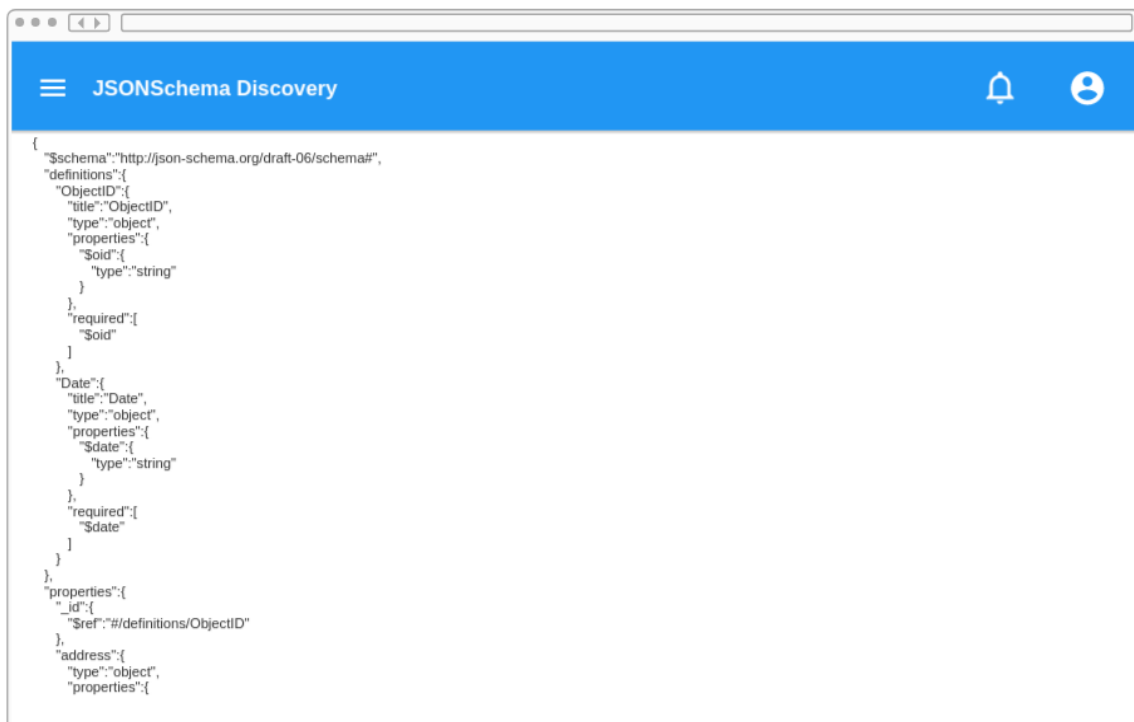 JSONSchema Discovery
{
"$schema":"http://json-schema.org/draft-06/schema#",
"definitions":{
"ObjectID":{
"title":"ObjectID",
"type":"object",
"properties":{
"$oid":{
"type":"string"
}
},
"required":[
"$oid"
]
},
"Date":{
"title":"Date",
"type":"object",
"properties":{
"$date":{
"type":"string"
}
},
"required":[
"$date"
]
}
},
"properties":{
"_id":{
"$ref":"#/definitions/ObjectID"
},
"address":{
"type":"object",
"properties":{